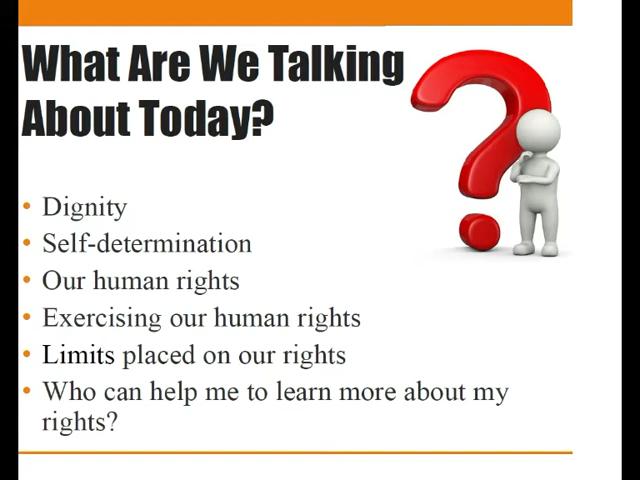 What Are We Talking
About Today?
• Dignity
• Self-determination
• Our human rights
• Exercising our human rights
• Limits placed on our rights
• Who can help me to learn more about my
rights?